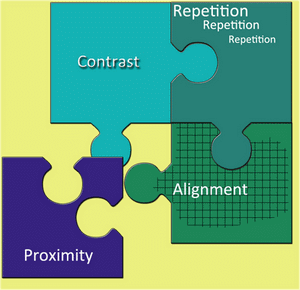 Repetition
Repetition
Repetition
Contrast
Alignment
Proximity